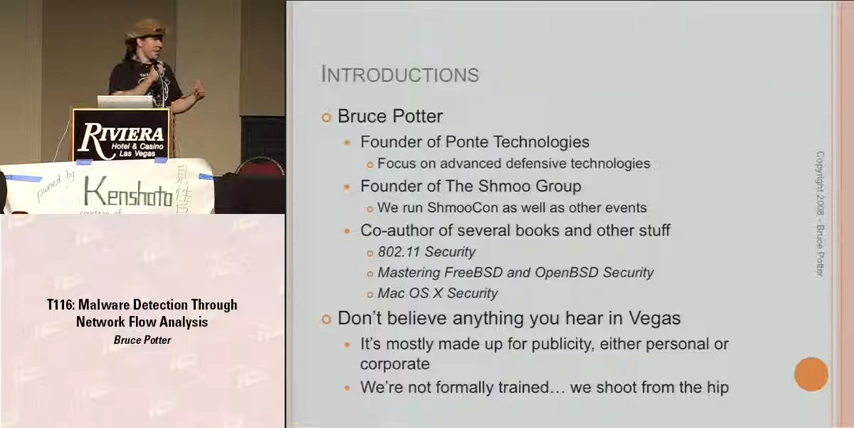 RIVIERA
Hotel & Casino
Las Vegas
pwned by
Kenshoto
T116: Malware Detection Through
Network Flow Analysis
Bruce Potter
INTRODUCTIONS
Bruce Potter
Founder of Ponte Technologies
Focus on advanced defensive technologies
Founder of The Shmoo Group
We run ShmooCon as well as other events
Co-author of several books and other stuff
802.11 Security
Mastering FreeBSD and OpenBSD Security
Mac OS X Security
Don't believe anything you hear in Vegas
It's mostly made up for publicity, either personal or
corporate
We're not formally trained… we shoot from the hip
Copyright 2008 - Bruce Potter